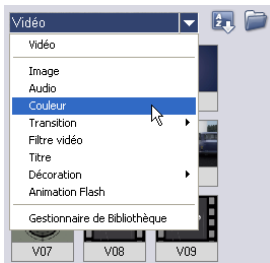 Vidéo
Vidéo
Image
Audio
Couleur
Transition
Filtre vidéo
Titre
Décoration
Animation Flash
Gestionnaire de Bibliothèque
V07 V08 V09